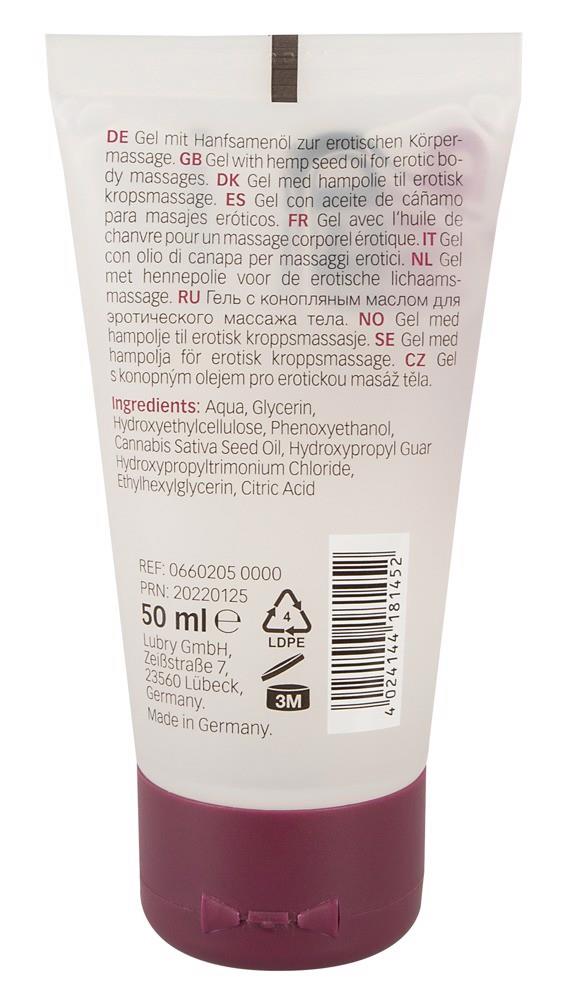 DE Gel mit Hanfsamenöl zur erotischen Körper-
massage. GB Gel with hemp seed oil for erotic bo-
dy massages. DK Gel med hampolie til erotisk
kropsmassage. ES Gel con aceite de cáñamo
para masajes eróticos. FR Gel avec l'huile de
chanvre pour un massage corporel érotique. IT Gel
con olio di canapa per massaggi erotici. NL Gel
met hennepolie voor de erotische lichaams-
massage. RU Гель с конопляным маслом для
эротического массажа тела. NO Gel med
hampolje til erotisk kroppsmassasje. SE Gel med
hampolja för erotisk kroppsmassage. CZ Gel
s konopným olejem pro erotickou masáž těla.
Ingredients: Aqua, Glycerin,
Hydroxyethylcellulose, Phenoxyethanol,
Cannabis Sativa Seed Oil, Hydroxypropyl Guar
Hydroxypropyltrimonium Chloride,
Ethylhexylglycerin, Citric Acid
REF: 0660205 0000
PRN: 20220125
50 ml e
Lubry GmbH,
Zeißstraße 7,
23560 Lübeck,
Germany.
Made in Germany.
4
LDPE
3M
4 024144 181452